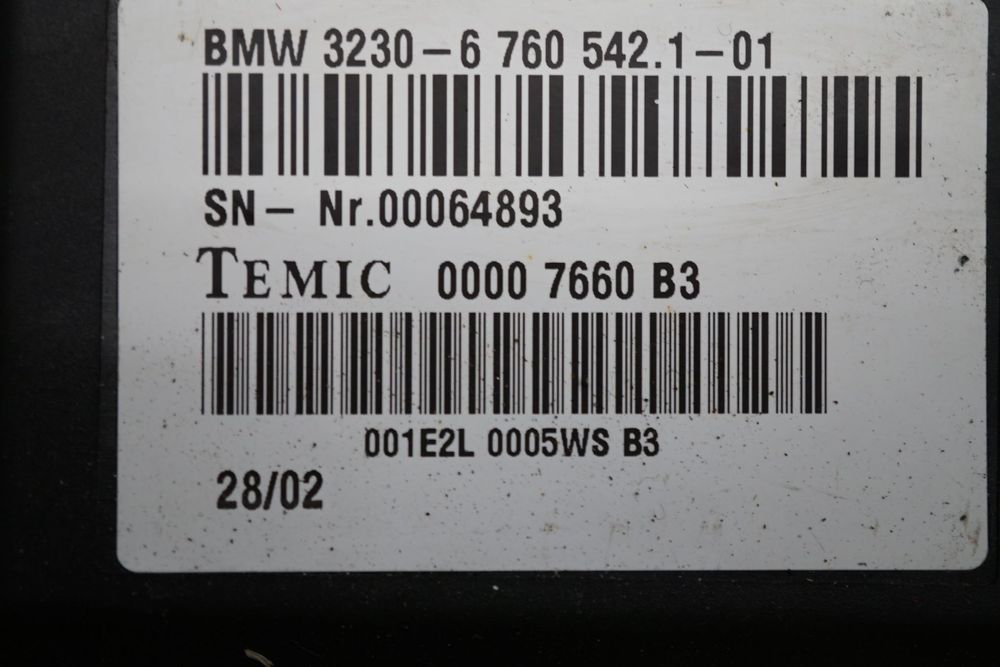 BMW 3230-6 760 542.1-01
SN- Nr.00064893
TEMIC 0000 7660 B3
001E2L 0005WS B3
28/02